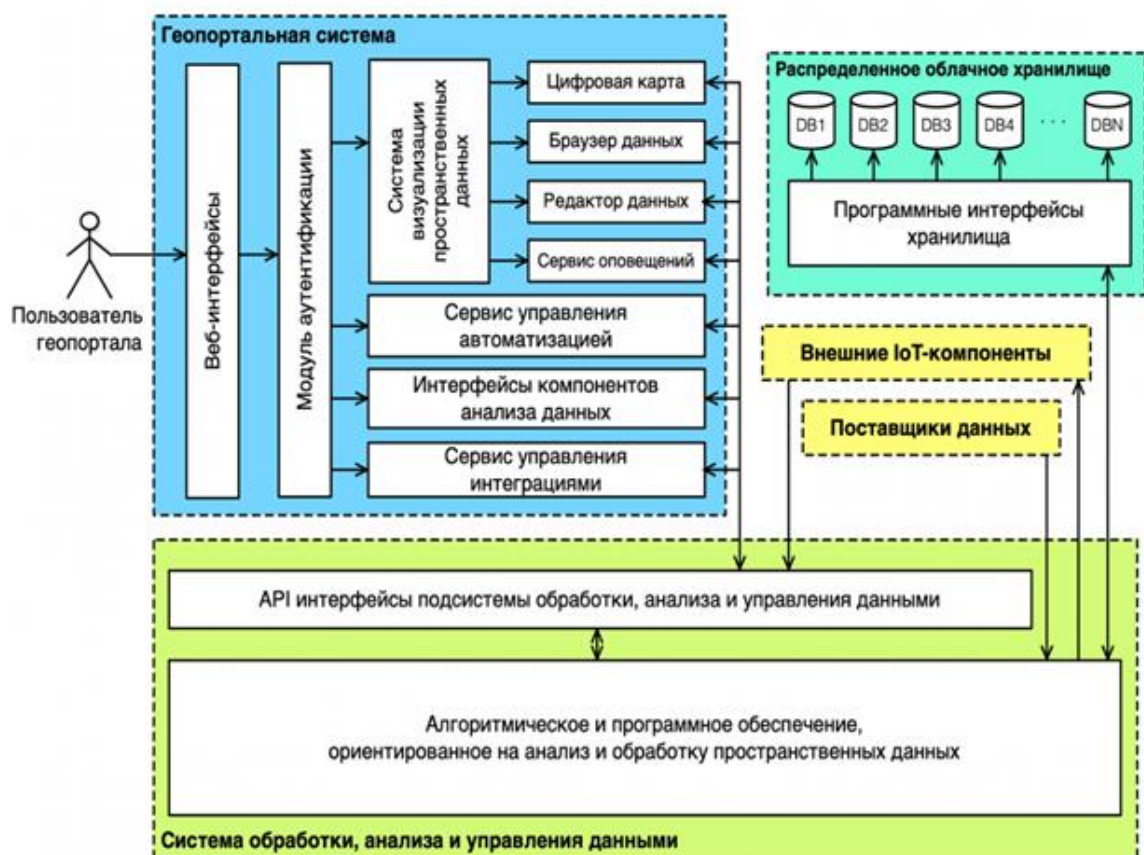 Геопортальная система
Веб-интерфейсы
Модуль аутентификации
Система
визуализации
пространственных
данных
Цифровая карта
Браузер данных
Редактор данных
Сервис оповещений
Сервис управления
автоматизацией
Интерфейсы компонентов
анализа данных
Сервис управления
интеграциями
Пользователь
геопортала
Распределенное облачное хранилище
DB1
DB2
DB3
DB4
...
DBN
Программные интерфейсы
хранилища
Внешние IoT-компоненты
Поставщики данных
API интерфейсы подсистемы обработки, анализа и управления данными
Алгоритмическое и программное обеспечение,
ориентированное на анализ и обработку пространственных данных
Система обработки, анализа и управления данными